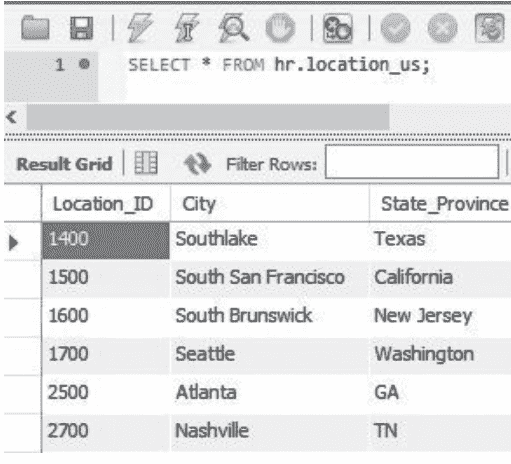 1 SELECT * FROM hr.location_us;
Result Grid Filter Rows:
Location_ID City State_Province
1400 Southlake Texas
1500 South San Francisco California
1600 South Brunswick New Jersey
1700 Seattle Washington
2500 Atlanta GA
2700 Nashville TN